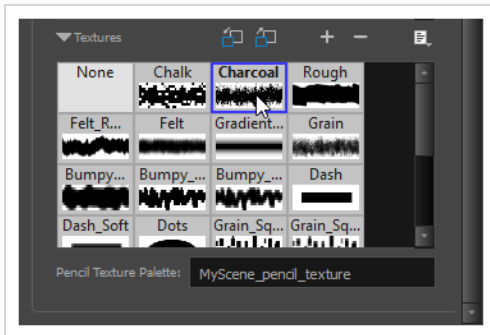 Textures
None Chalk Charcoal Rough
Felt_R... Felt Gradient... Grain
Bumpy... Bumpy_... Bumpy_... Dash
Dash_Soft Dots Grain_Sq... Grain_Sq...
Pencil Texture Palette: MyScene_pencil_texture